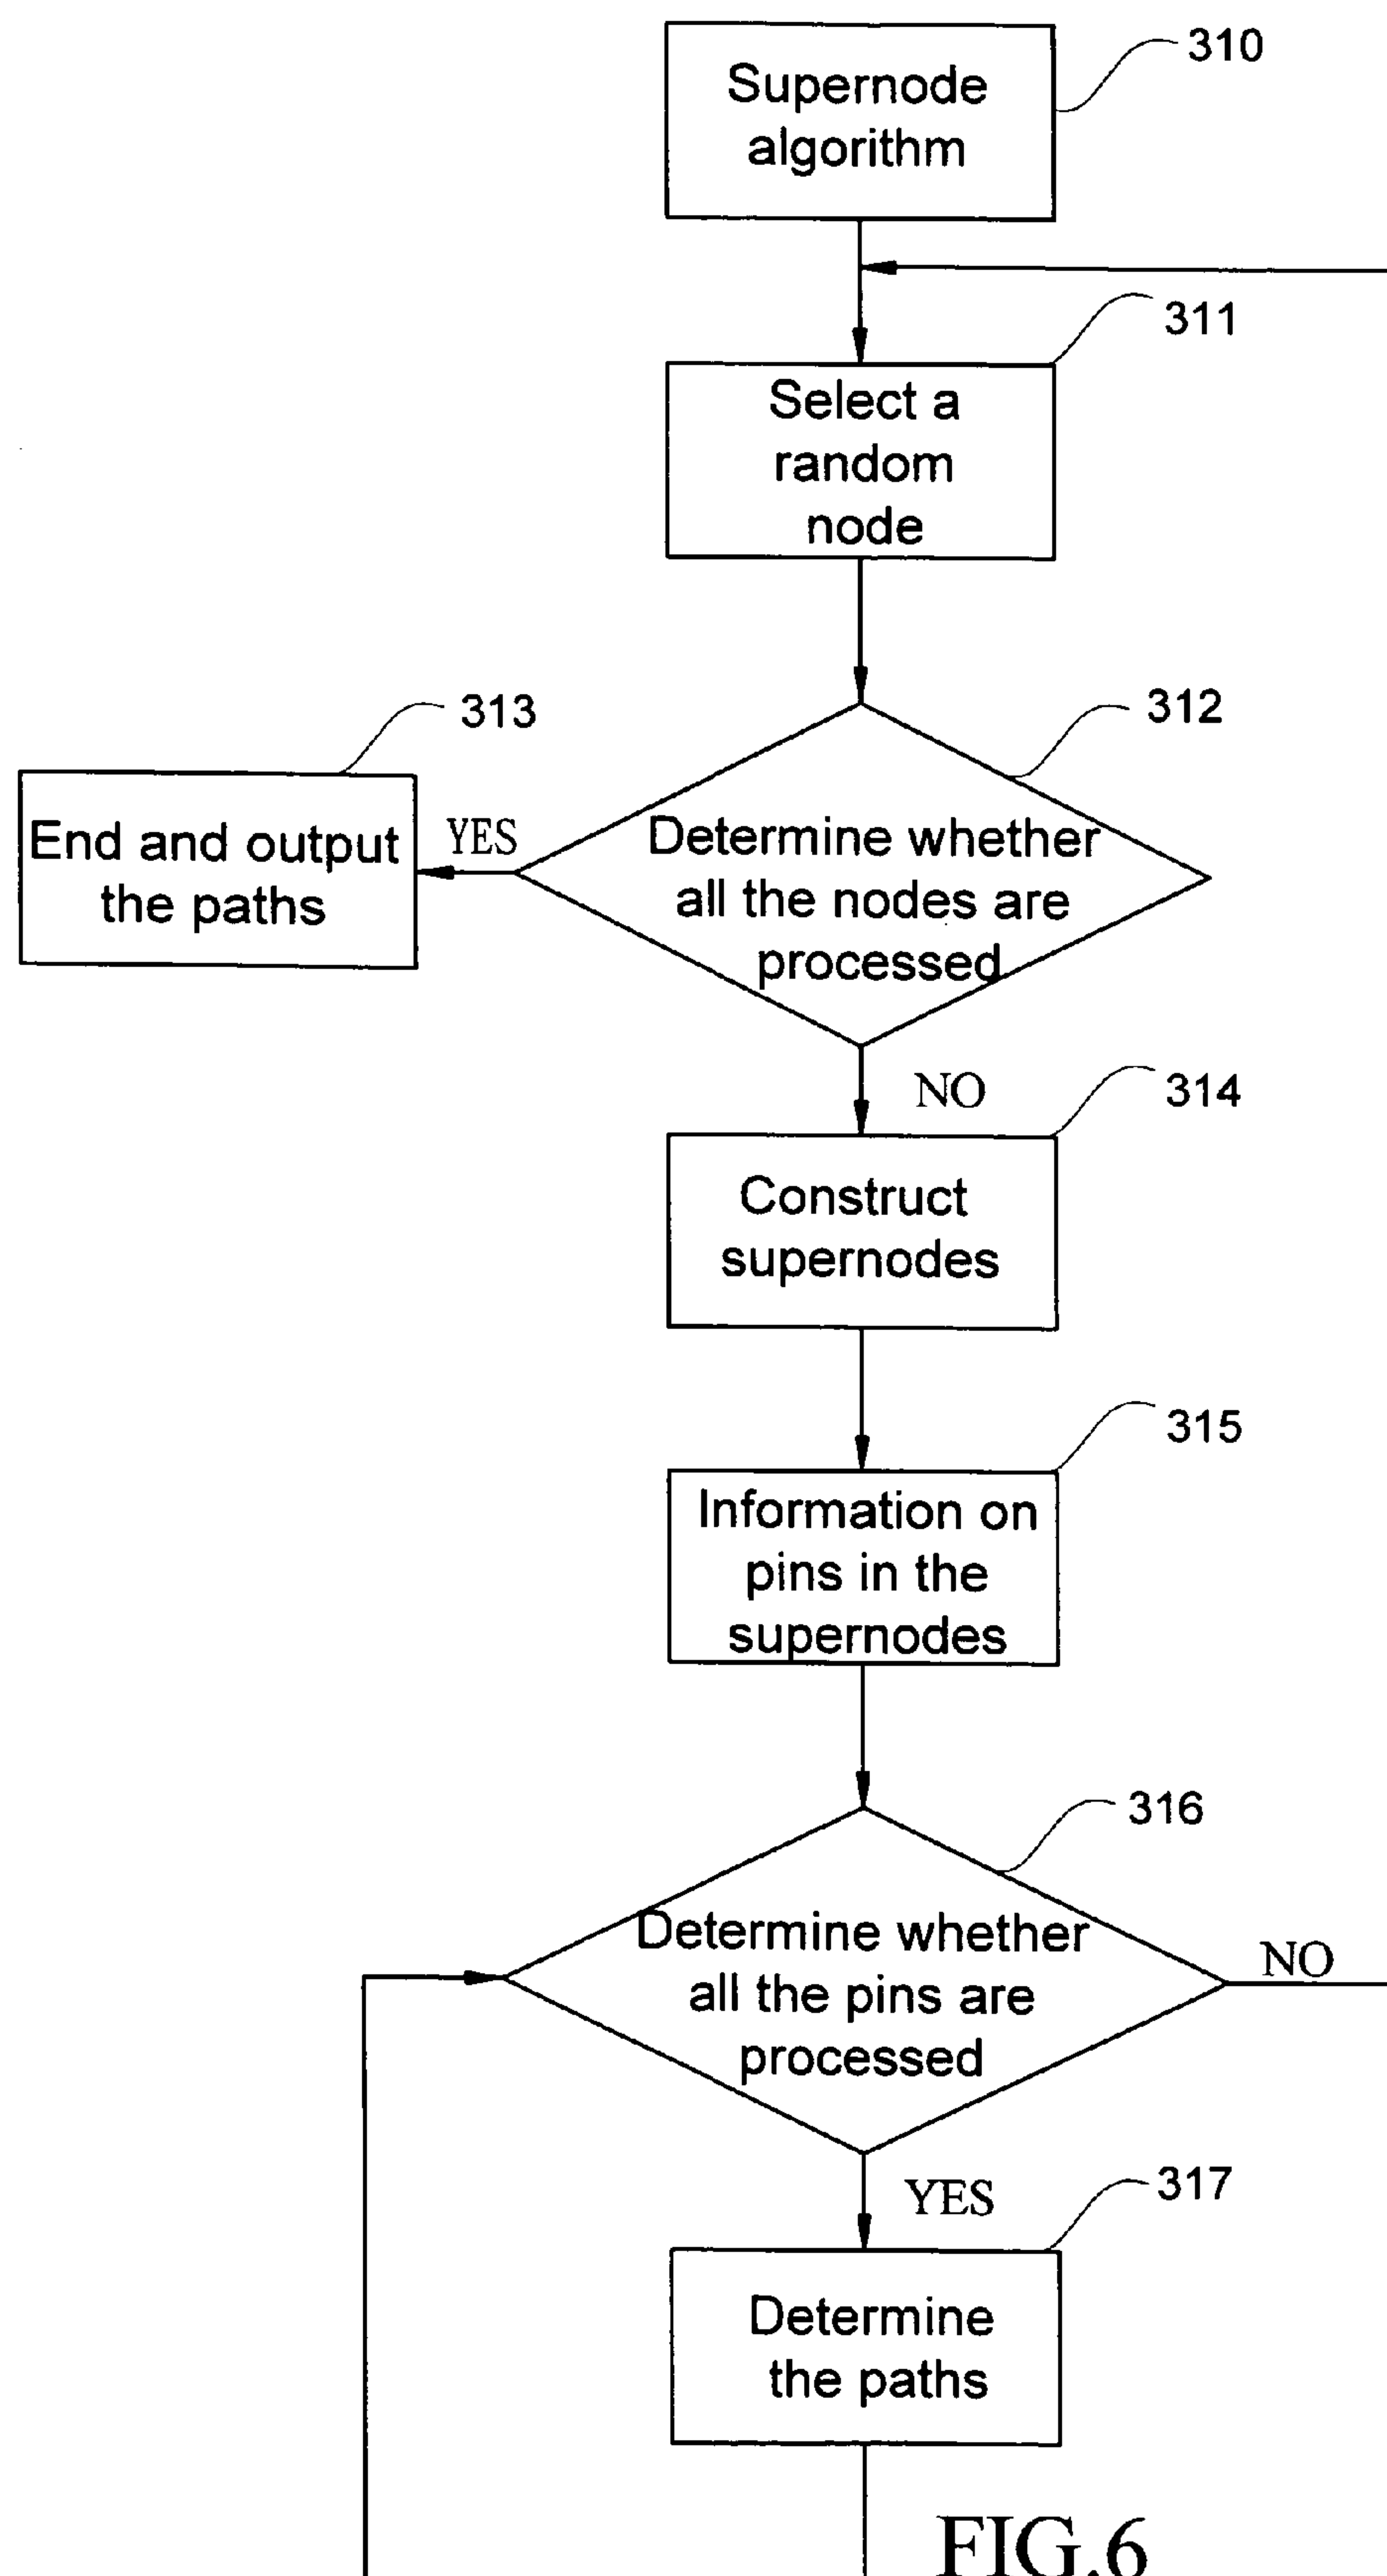 310
Supernode
algorithm
311
Select a
random
node
312
313
Determine whether
all the nodes are
processed
YES
End and output
the paths
NO
314
Construct
supernodes
315
Information on
pins in the
supernodes
316
Determine whether
all the pins are
processed
NO
YES
317
Determine
the paths
FIG.6